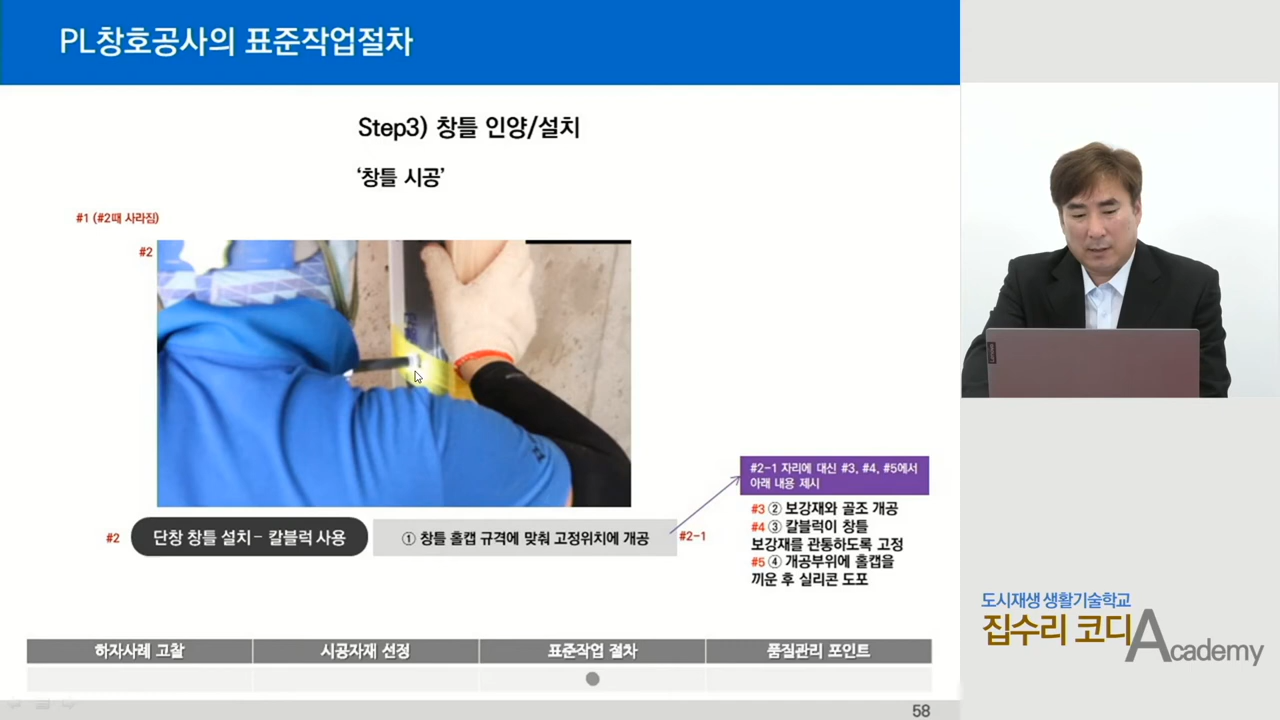 PL창호공사의 표준작업절차
Step3) 창틀 인양/설치
‘창틀 시공’
#1 (#2때 사라짐)
#2
#2 단창 창틀 설치- 칼블럭 사용
① 창틀 홀캡 규격에 맞춰 고정위치에 개공
#2-1
#2-1 자리에 대신 #3, #4, #5에서
아래 내용 제시
#3 ② 보강재와 골조 개공
#4 ③ 칼블럭이 창틀
보강재를 관통하도록 고정
#5 ④ 개공부위에 홀캡을
끼운 후 실리콘 도포
하자사례 고찰
시공자재 선정
표준작업 절차
품질관리 포인트
58
Lenovo
도시재생 생활기술학교
집수리 코디Academy